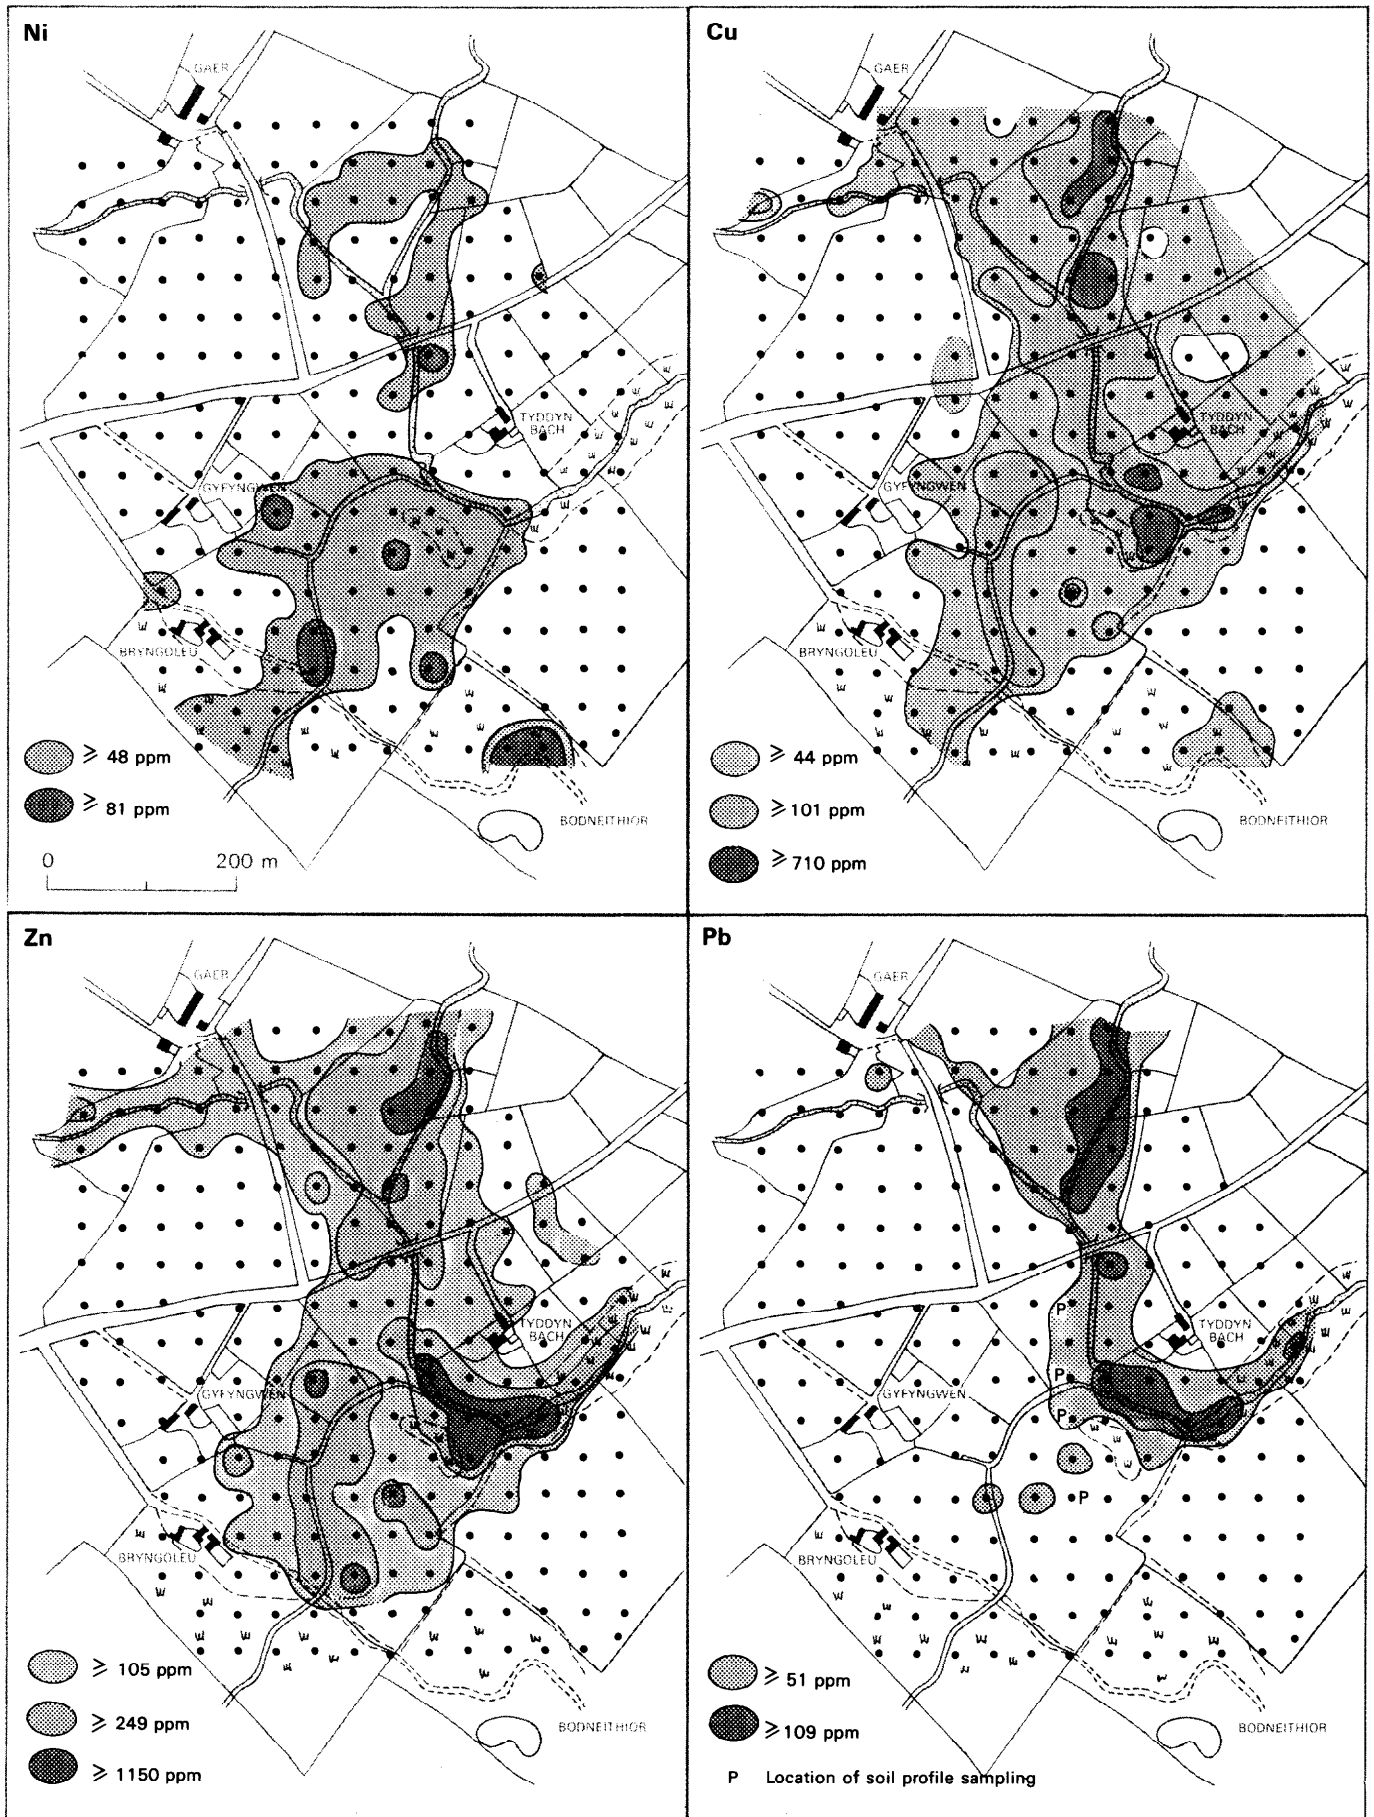 Ni
GAER
TYDDYN
BACH
GYFYNGWEN
BRYNGOLEU
≥ 48 ppm
≥ 81 ppm
BODNEITHIOR
0 200 m
Cu
GAER
TYDDYN
BACH
GYFYNGWEN
BRYNGOLEU
≥ 44 ppm
≥ 101 ppm
≥ 710 ppm
BODNEITHIOR
Zn
GAER
TYDDYN
BACH
GYFYNGWEN
BRYNGOLEU
≥ 105 ppm
≥ 249 ppm
≥ 1150 ppm
BODNEITHIOR
Pb
GAER
P
TYDDYN
BACH
P
GYFYNGWEN
P
P
BRYNGOLEU
≥ 51 ppm
≥ 109 ppm
BODNEITHIOR
P Location of soil profile sampling